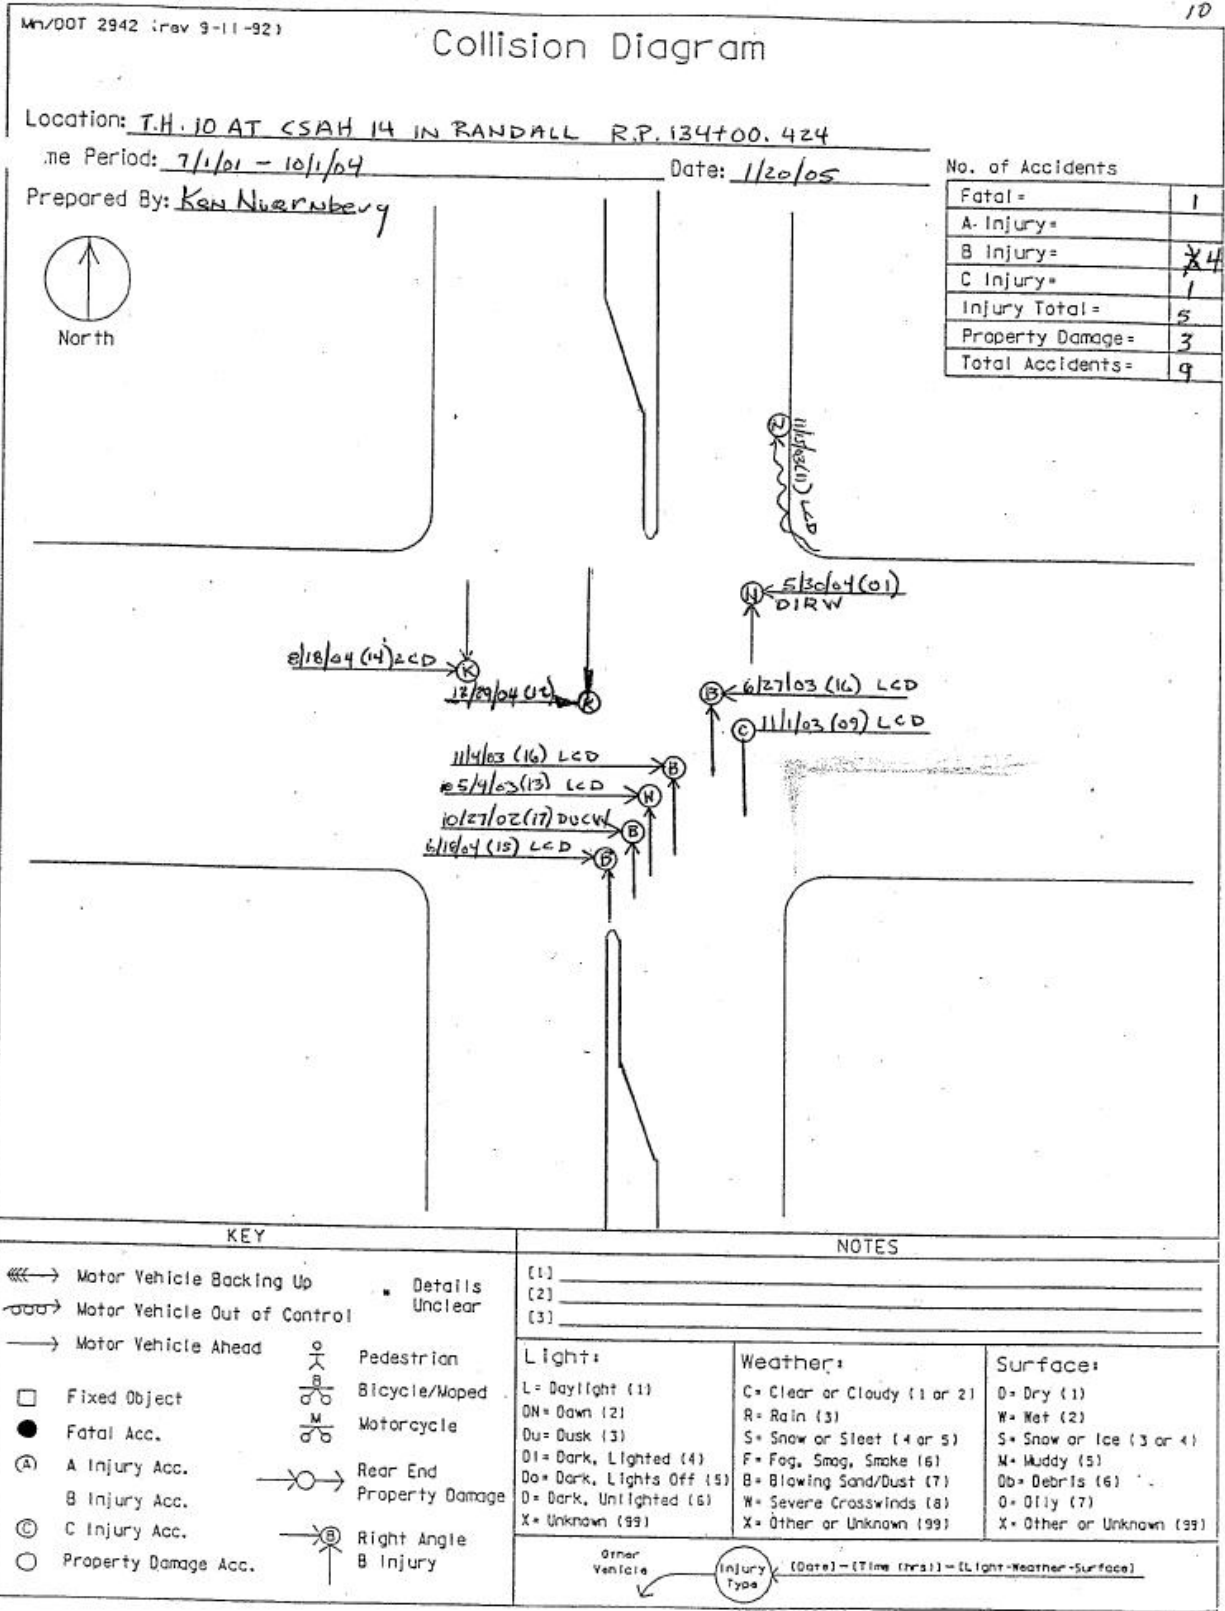 10
Mn/DOT 2942 (rev 9-11-92)
Collision Diagram
Location: T.H. 10 AT CSAH 14 IN RANDALL R.P. 134+00.424
me Period: 7/1/01 - 10/1/04
Date: 1/20/05
Prepared By: Ken Nuernberg
North
No. of Accidents
Fatal = 1
A- Injury=
B Injury= 4
C Injury= 1
Injury Total = 5
Property Damage = 3
Total Accidents= 9
11/15/03(11) LCD
N 5/30/04(01)
DIRW
8/18/04 (14) LCD K
12/29/04 (12) K
B 6/27/03 (16) LCD
C 11/1/03 (09) LCD
11/4/03 (16) LCD B
5/9/03(13) LCD N
10/27/02(17) DUCW B
6/18/04 (15) LCD B
KEY
Motor Vehicle Backing Up
Details
Unclear
Motor Vehicle Out of Control
Motor Vehicle Ahead
Pedestrian
Fixed Object
B
Bicycle/Moped
Fatal Acc.
M
Motorcycle
A A Injury Acc.
Rear End
Property Damage
B Injury Acc.
C C Injury Acc.
B Right Angle
B Injury
Property Damage Acc.
NOTES
[1]
[2]
[3]
Light:
L= Daylight (1)
DN= Dawn (2)
Du= Dusk (3)
Dl= Dark, Lighted (4)
Do= Dark, Lights Off (5)
D= Dark, Unlighted (6)
X= Unknown (99)
Weather:
C= Clear or Cloudy (1 or 2)
R= Rain (3)
S= Snow or Sleet (4 or 5)
F= Fog, Smog, Smoke (6)
B= Blowing Sand/Dust (7)
W= Severe Crosswinds (8)
X= Other or Unknown (99)
Surface:
D= Dry (1)
W= Wet (2)
S= Snow or Ice (3 or 4)
M= Muddy (5)
Db= Debris (6)
O= Oily (7)
X= Other or Unknown (99)
Other
Vehicle
Injury
Type
[Date]-[Time (hrs)]-[Light-Weather-Surface]